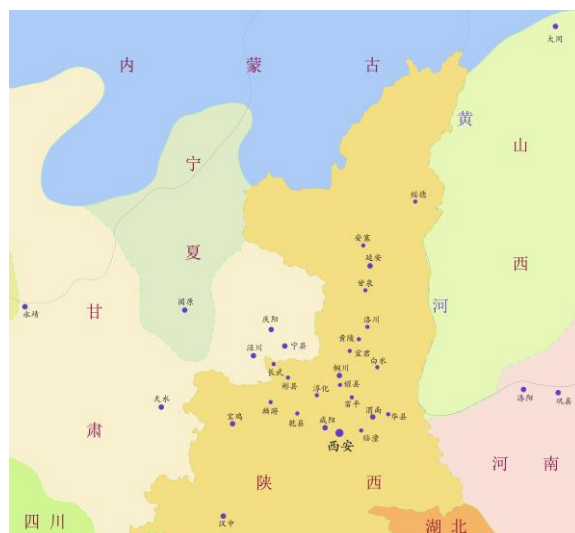 大同
内 蒙 古
黄
山
宁
绥德
安塞
夏
延安
西
甘泉
固原
永靖
甘
河
洛川
庆阳
黄陵
宁县
宜君
泾川
长武
白水
铜川
彬县
耀县
淳化
洛阳
巩县
麟游
富平
天水
乾县
渭南
华县
宝鸡
咸阳
临潼
西安
肃
河 南
陕 西
汉中
四 川
湖 北